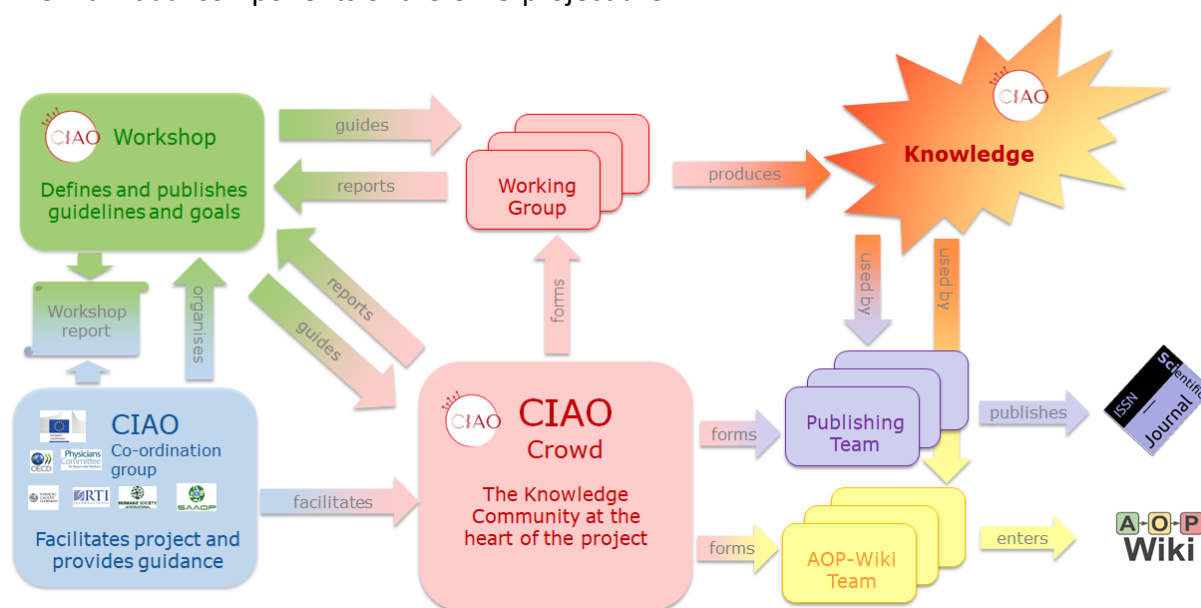 CIAO
Workshop
Defines and publishes
guidelines and goals
guides
reports
Working
Group
produces
CIAO
Knowledge
Workshop
report
organises
reports
guides
forms
used by
used by
CIAO
Co-ordination
group
OECD
Physicians
Committee
RTI
SAAOP
Facilitates project and
provides guidance
facilitates
CIAO
CIAO
Crowd
The Knowledge
Community at the
heart of the project
forms
Publishing
Team
publishes
ISSN
Scientific
Journal
forms
AOP-Wiki
Team
enters
A-O-P
Wiki